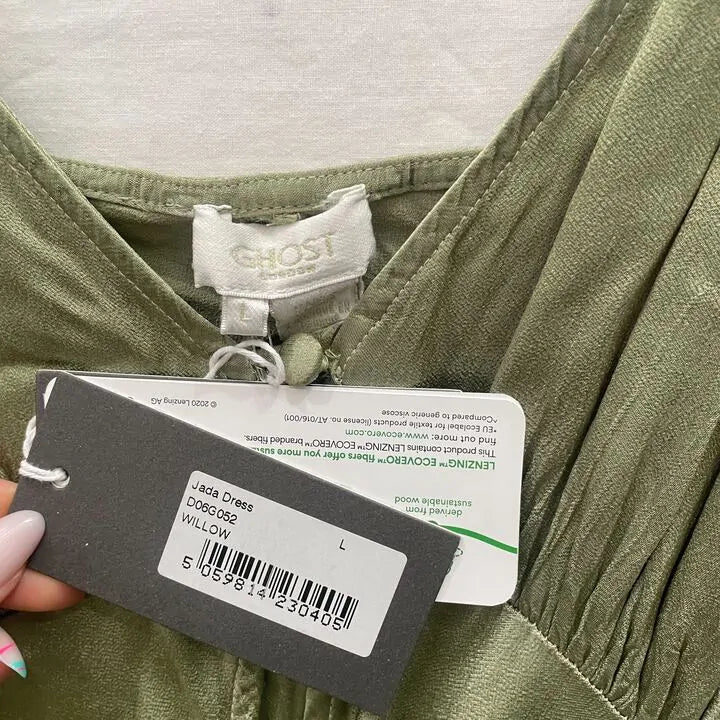 GHOST
LONDON
L
Jada Dress
D06G052
WILLOW
L
5 059814 230405
derived from
sustainable wood
LENZING™ ECOVERO™ fibers offer you more sust
This product contains LENZING™ ECOVERO™ branded fibers.
find out more: www.ecovero.com
*EU Ecolabel for textile products (license no. AT/016/001)
^Compared to generic viscose
© 2020 Lenzing AG